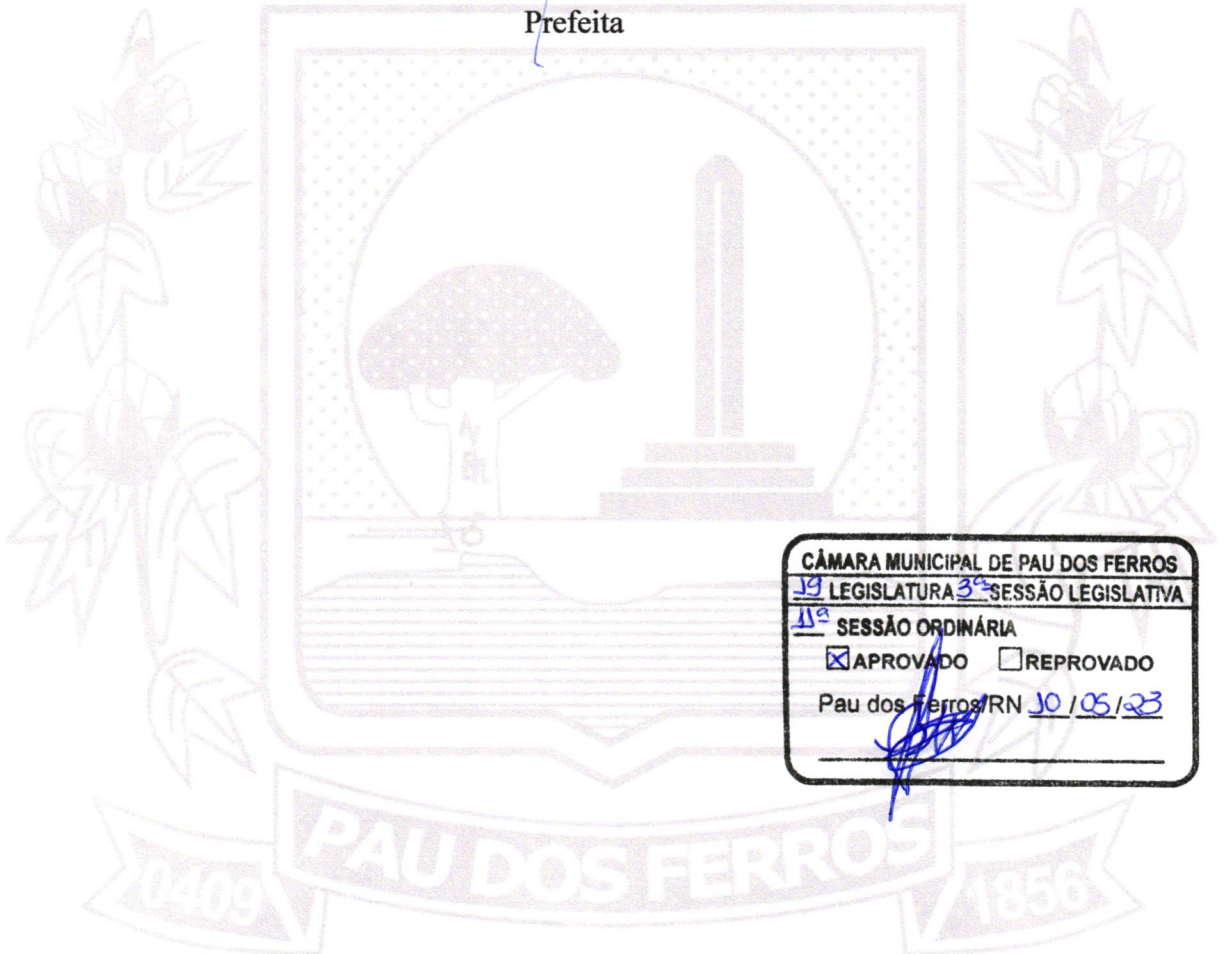 Prefeita
CÂMARA MUNICIPAL DE PAU DOS FERROS
19 LEGISLATURA 3ª SESSÃO LEGISLATIVA
11ª SESSÃO ORDINÁRIA
☒ APROVADO ☐ REPROVADO
Pau dos Ferros/RN 10/05/23
PAU DOS FERROS
0409 1856